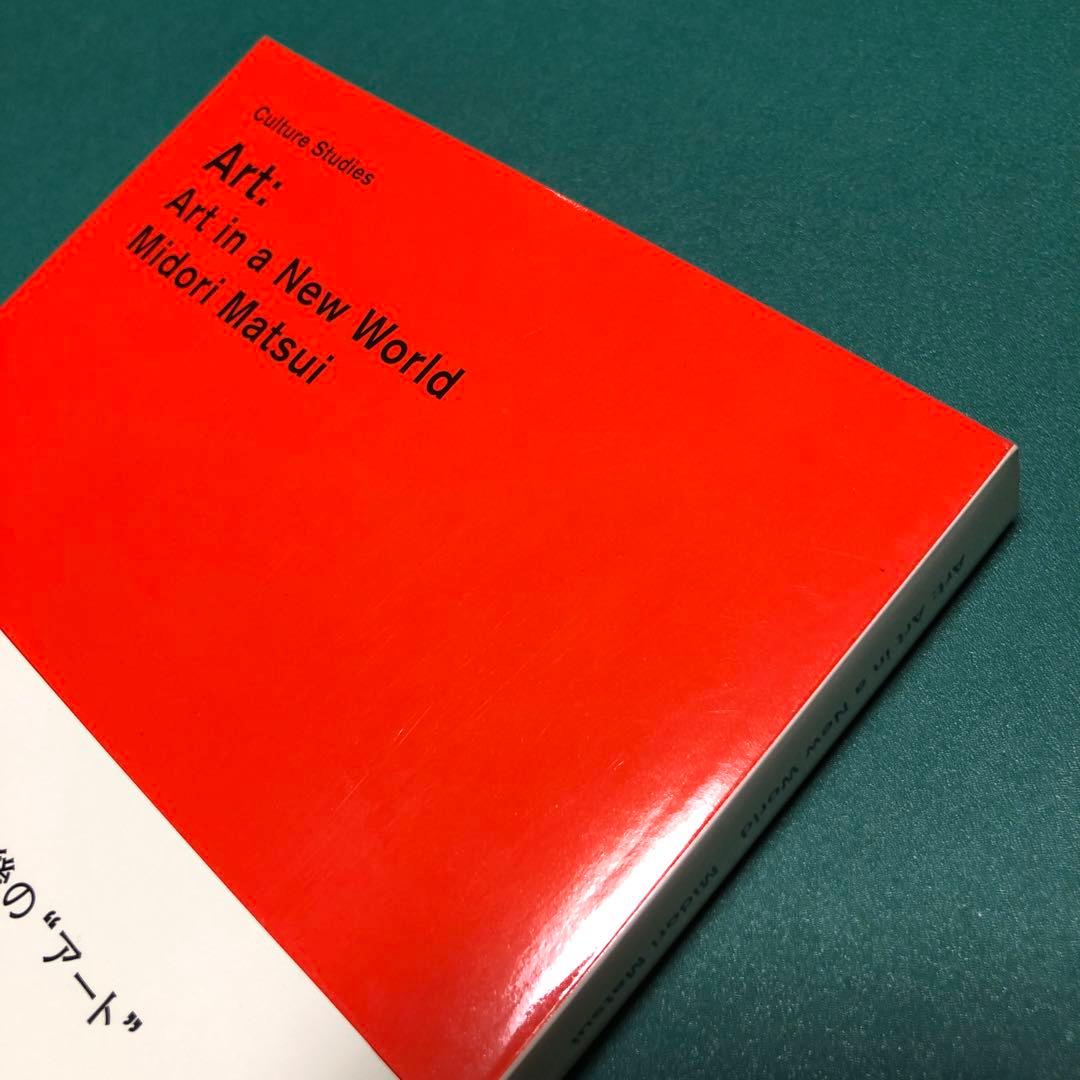 Culture Studies
Art:
Art in a New World
Midori Matsui
の“アート”
Art: Art in a New World Midori Matsui